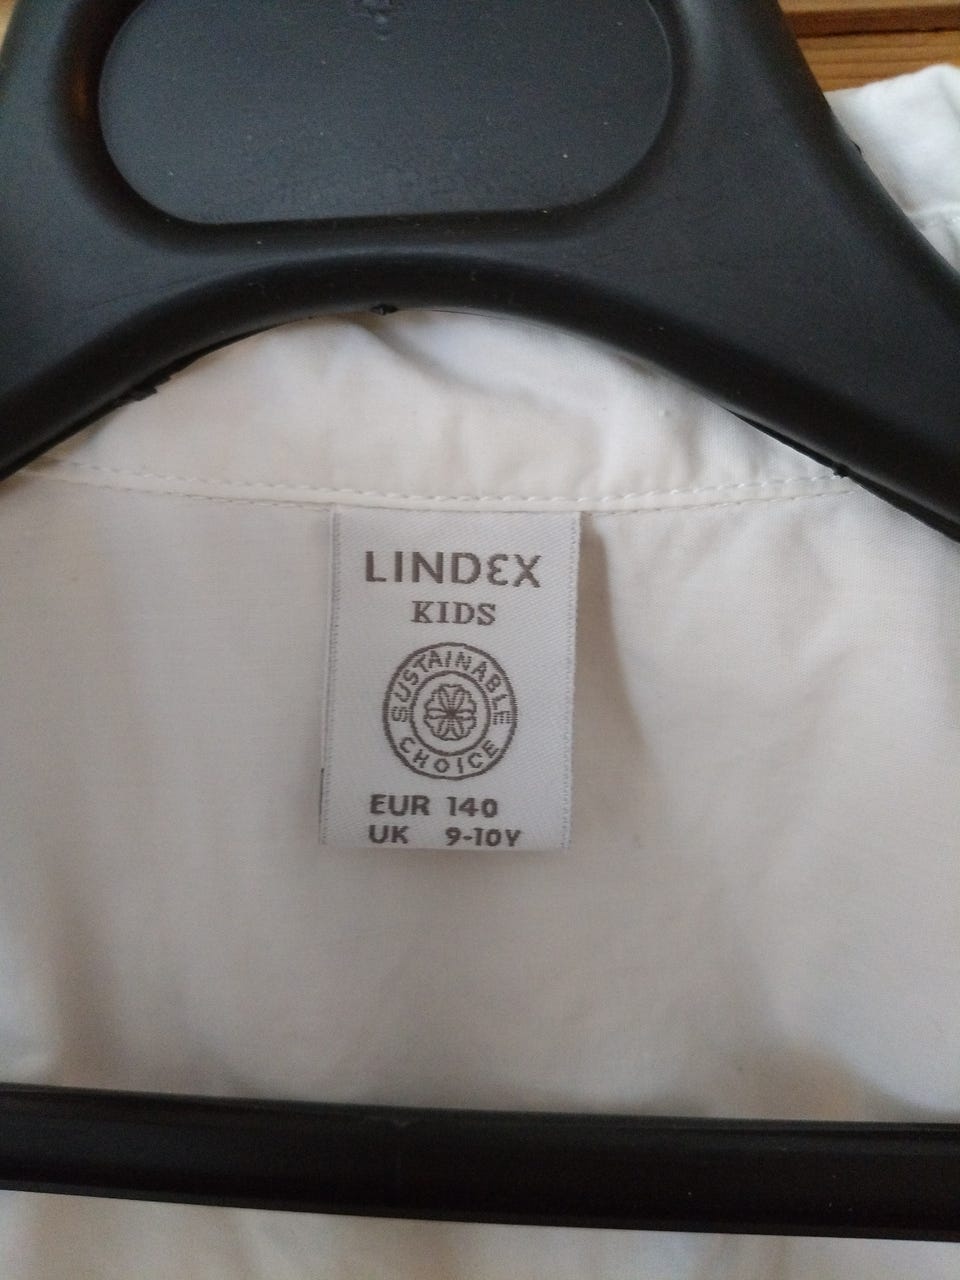 LINDEX
KIDS
SUSTAINABLE
CHOICE
EUR 140
UK 9-10Y